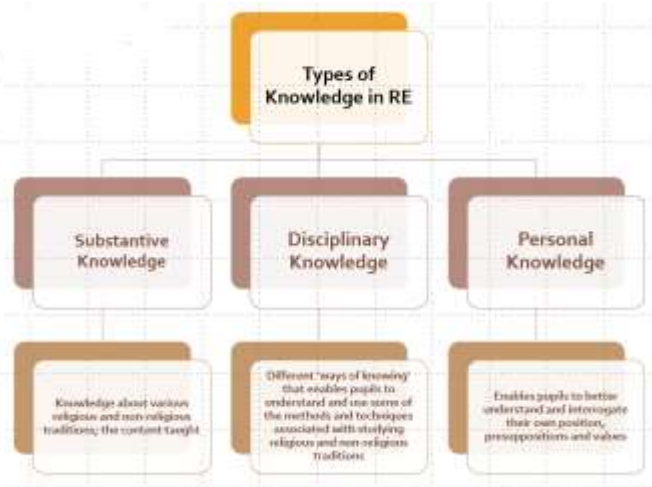 Types of
Knowledge in RE
Substantive
Knowledge
Disciplinary
Knowledge
Personal
Knowledge
Knowledge about various
religious and non-religious
traditions; the content taught
Different 'ways of knowing'
that enables pupils to
understand and use some of
the methods and techniques
associated with studying
religious and non-religious
traditions
Enables pupils to better
understand and interrogate
their own position,
presuppositions and values